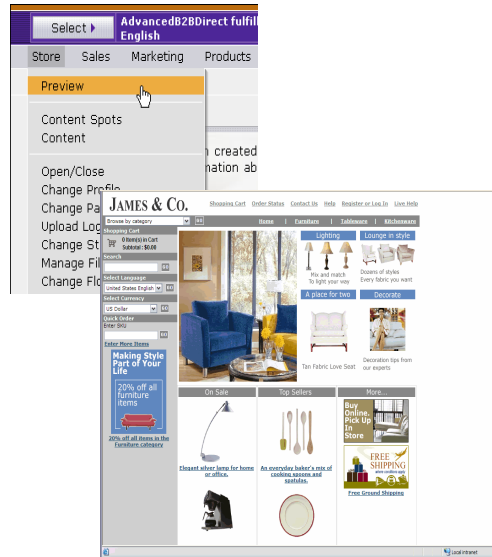 Select
AdvancedB2BDirect fulfill
English
Store Sales Marketing Products
Preview
Content Spots
Content
Open/Close
Change Profile
Change Pa
Upload Log
Change St
Manage Fil
Change Flo
n created
mation ab
JAMES & CO.
Shopping Cart Order Status Contact Us Help Register or Log In Live Help
Browse by category GO
Home | Furniture | Tableware | Kitchenware
Shopping Cart
0 Item(s) in Cart
Subtotal : $0.00
Search
GO
Select Language
United States English GO
Select Currency
US Dollar GO
Quick Order
Enter SKU
GO
Enter More Items
Making Style
Part of Your
Life
20% off all
furniture
items
20% off all items in the
Furniture category
Lighting
Mix and match
To light your way
Lounge in style
Dozens of styles
Every fabric you want
A place for two
Tan Fabric Love Seat
Decorate
Decoration tips from
our experts
On Sale
Elegant silver lamp for home
or office.
Top Sellers
An everyday baker's mix of
cooking spoons and
spatulas.
More...
Buy
Online.
Pick Up
In
Store
FREE
SHIPPING
Free Ground Shipping
Local intranet